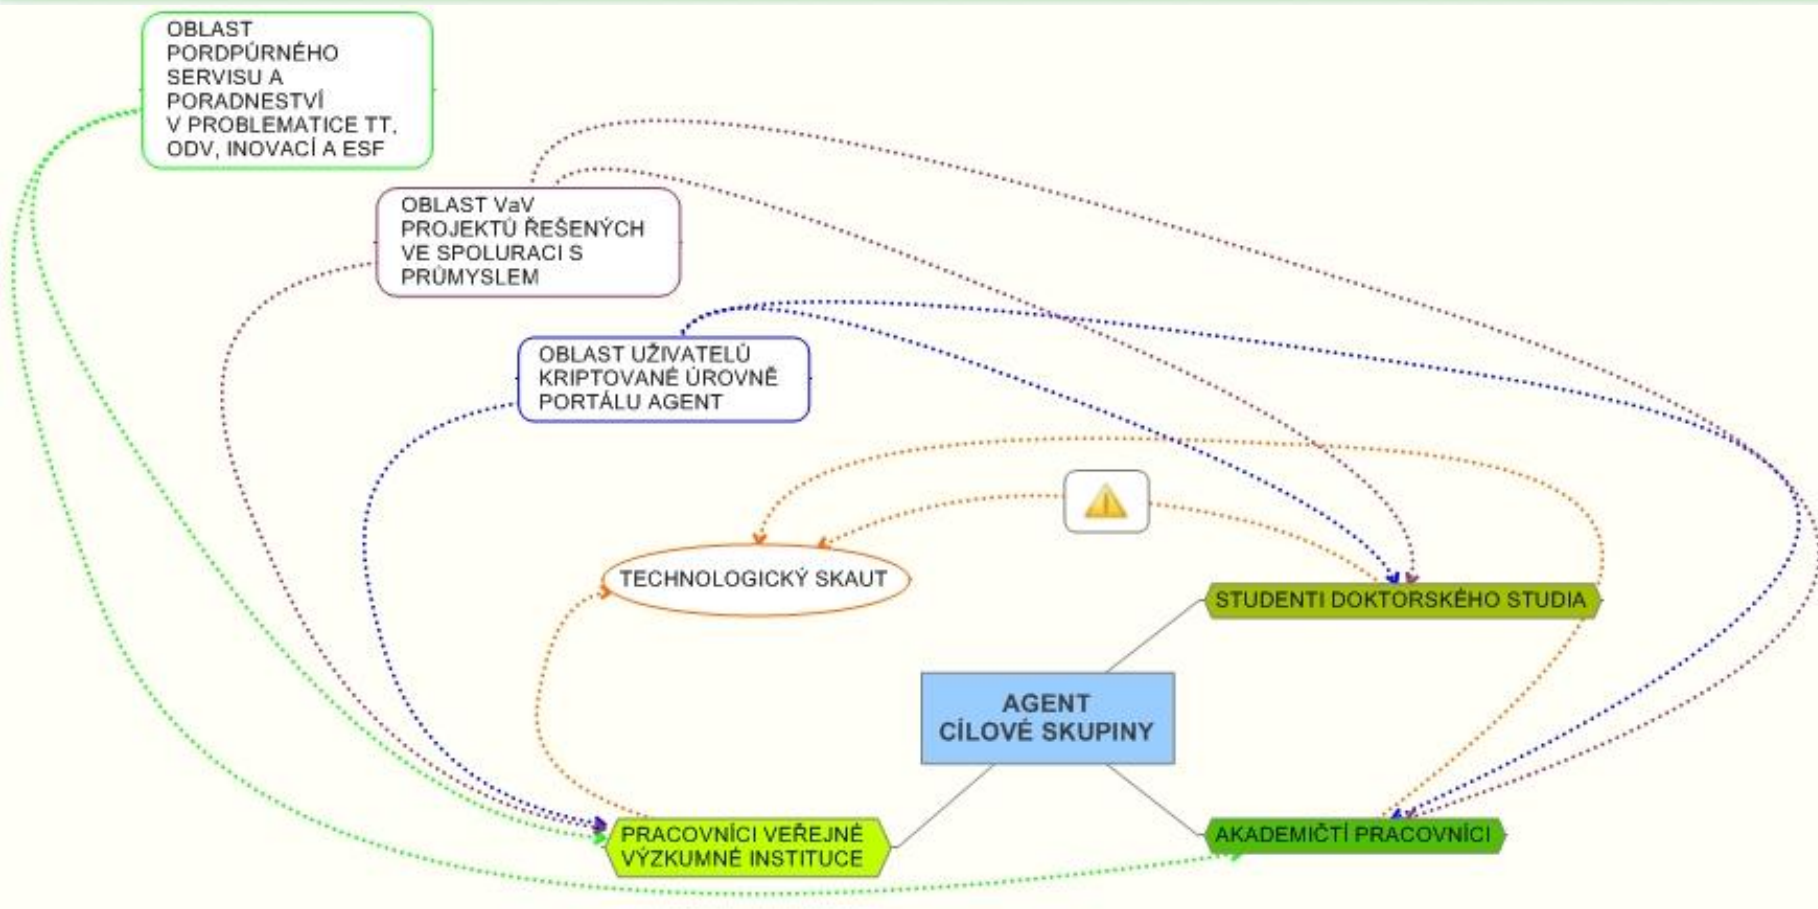 OBLAST
PORDPŮRNÉHO
SERVISU A
PORADNESTVÍ
V PROBLEMATICE TT,
ODV, INOVACÍ A ESF
OBLAST VaV
PROJEKTŮ ŘEŠENÝCH
VE SPOLURACI S
PRŮMYSLEM
OBLAST UŽIVATELŮ
KRIPTOVANÉ ÚROVNĚ
PORTÁLU AGENT
TECHNOLOGICKÝ SKAUT
STUDENTI DOKTORSKÉHO STUDIA
AGENT
CÍLOVÉ SKUPINY
PRACOVNÍCI VEŘEJNÉ
VÝZKUMNÉ INSTITUCE
AKADEMIČTÍ PRACOVNÍCI